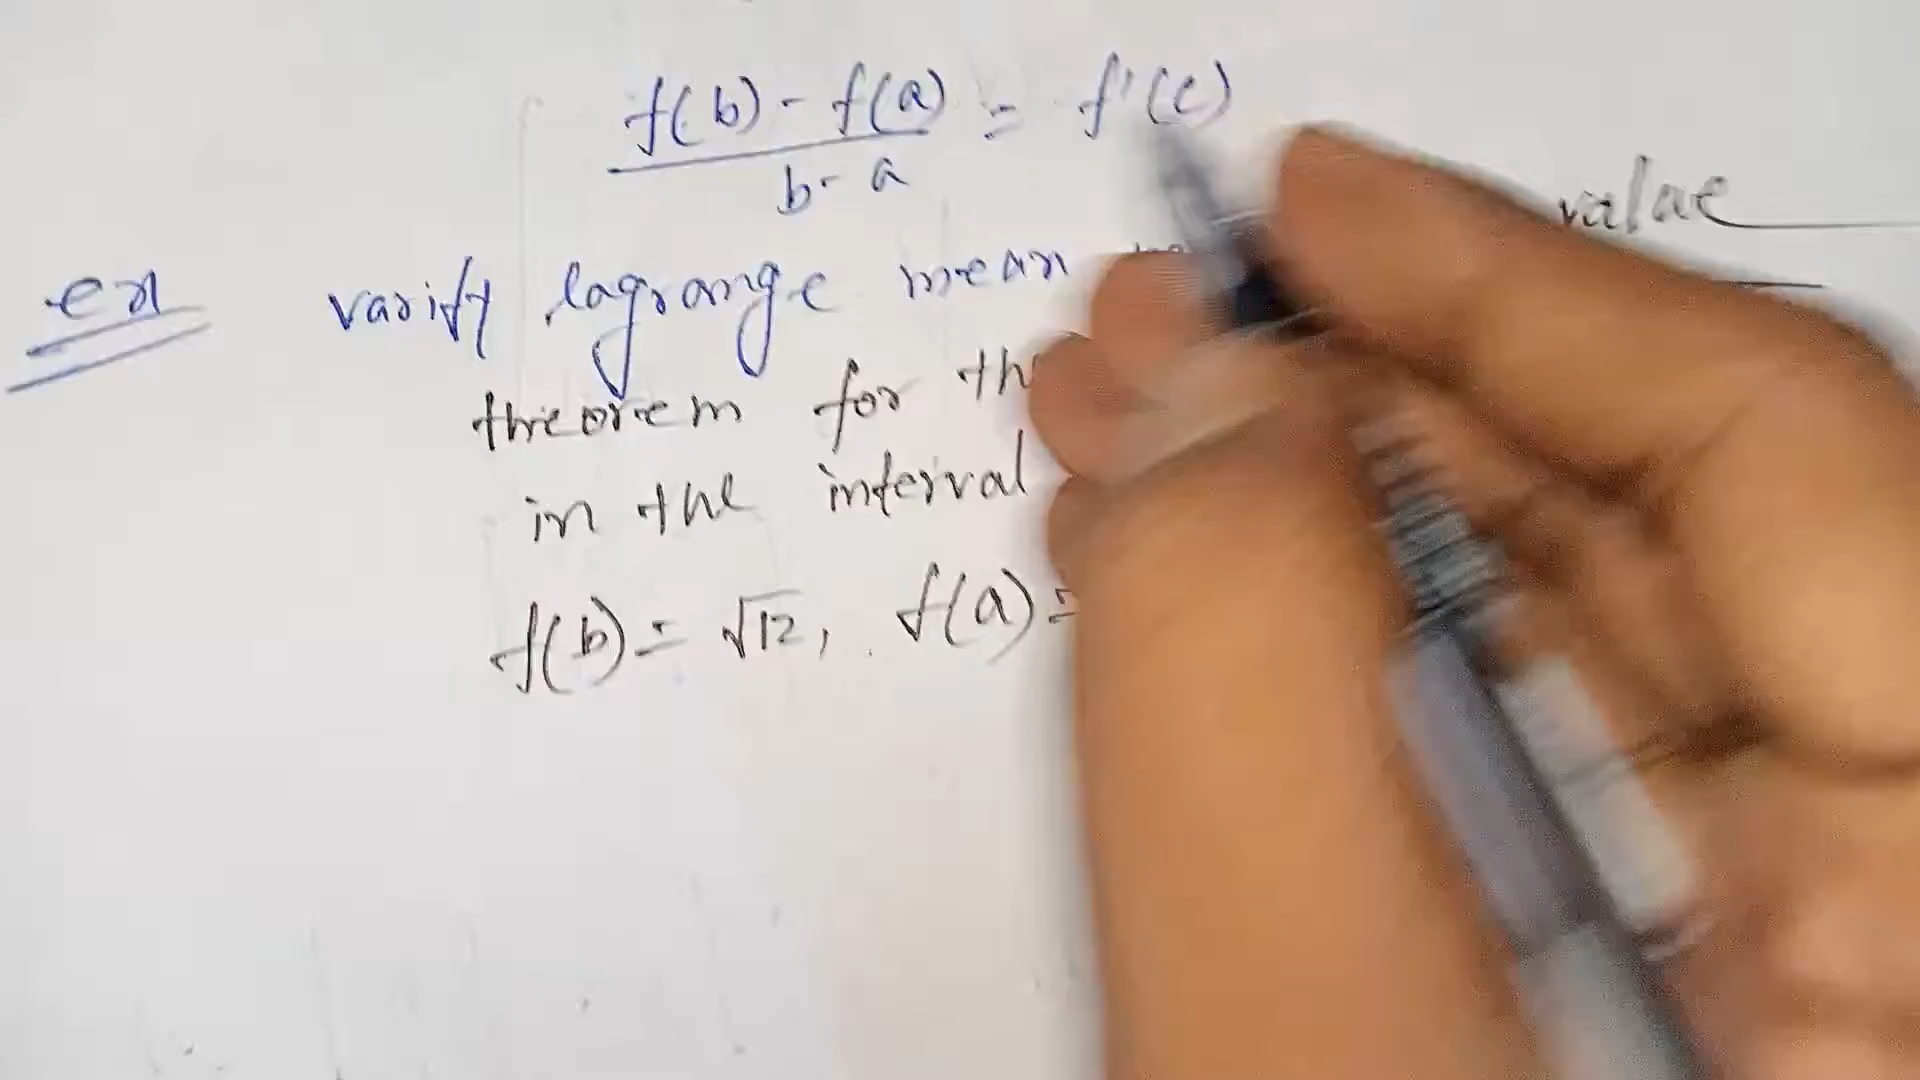 f(b) - f(a) = f'(c)
b - a
value
ex varify lagrange mean
theorem for th
in the interval
f(b) = √12, f(a) =